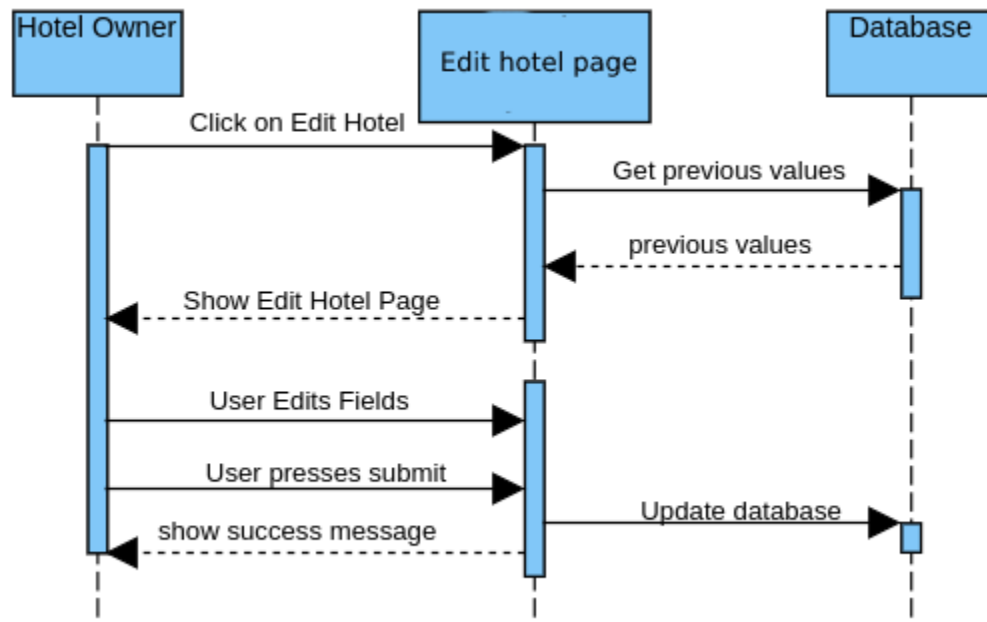 Hotel Owner
Edit hotel page
Database
Click on Edit Hotel
Get previous values
previous values
Show Edit Hotel Page
User Edits Fields
User presses submit
Update database
show success message